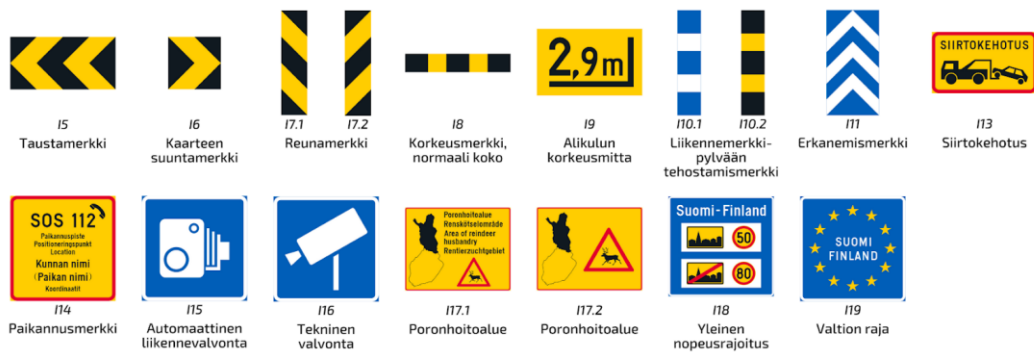 2,9m
SIIRTOKEHOTUS
I5
Taustamerkki
I6
Kaarteen
suuntamerkki
I7.1
I7.2
Reunamerkki
I8
Korkeusmerkki,
normaali koko
I9
Alikulun
korkeusmitta
I10.1
I10.2
Liikennemerkki-
pylvään
tehostamismerkki
I11
Erkanemismerkki
I13
Siirtokehotus
SOS 112
Paikannuspiste
Positioneringspunkt
Location
Kunnan nimi
(Paikan nimi)
Koordinaatit
Poronhoitoalue
Renskötselområde
Area of reindeer
husbandry
Rentierzuchtgebiet
Suomi-Finland
50
80
SUOMI
FINLAND
I14
Paikannusmerkki
I15
Automaattinen
liikennevalvonta
I16
Tekninen
valvonta
I17.1
Poronhoitoalue
I17.2
Poronhoitoalue
I18
Yleinen
nopeusrajoitus
I19
Valtion raja